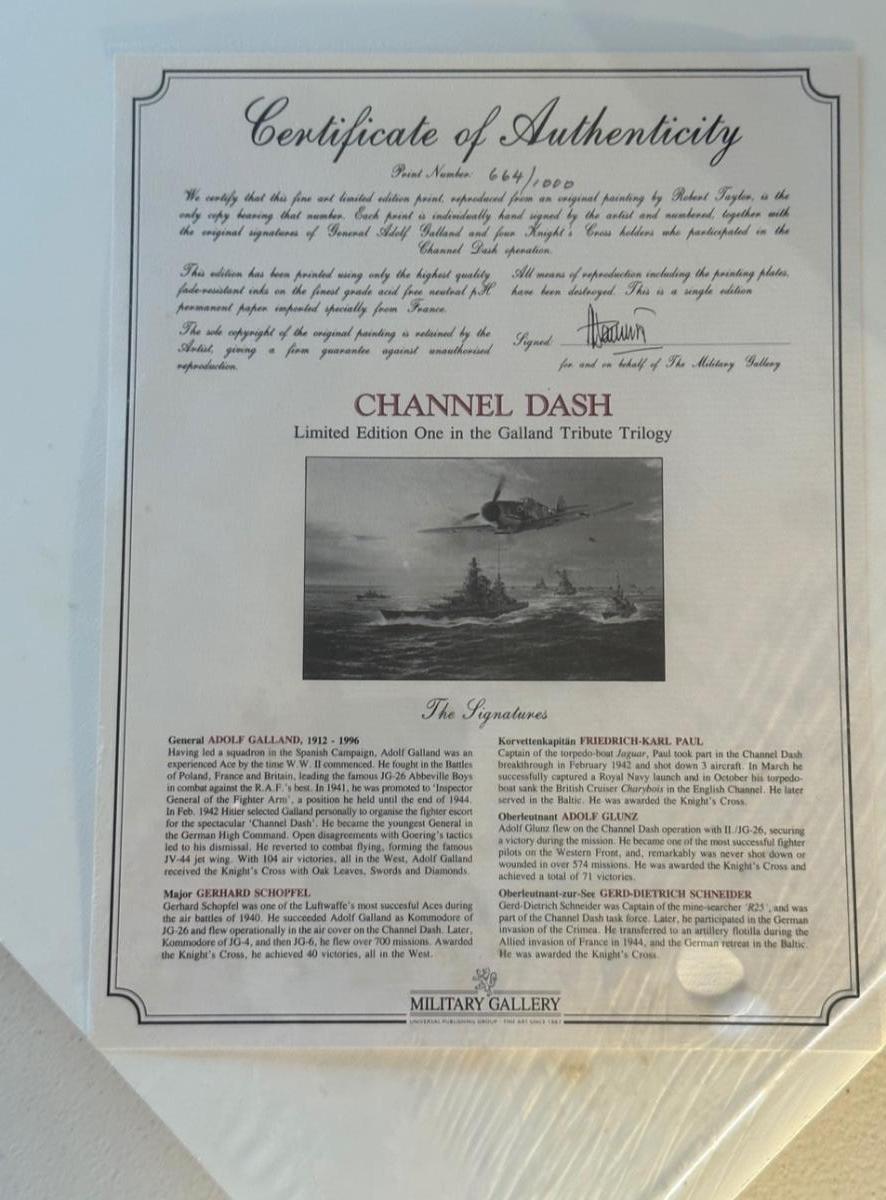 Certificate of Authenticity
Print Number: 664/1000
We certify that this fine art limited edition print, reproduced from an original painting by Robert Taylor, is the
only copy bearing that number. Each print is individually hand signed by the artist and numbered, together with
the original signatures of General Adolf Galland and four Knight's Cross holders who participated in the
Channel Dash operation.
This edition has been printed using only the highest quality
fade-resistant inks on the finest grade acid free neutral p.H
permanent paper imported specially from France.
The sole copyright of the original painting is retained by the
Artist, giving a firm guarantee against unauthorised
reproduction.
All means of reproduction including the printing plates,
have been destroyed. This is a single edition
Signed
for and on behalf of The Military Gallery
CHANNEL DASH
Limited Edition One in the Galland Tribute Trilogy
The Signatures
General ADOLF GALLAND, 1912 - 1996
Having led a squadron in the Spanish Campaign, Adolf Galland was an
experienced Ace by the time W.W. II commenced. He fought in the Battles
of Poland, France and Britain, leading the famous JG-26 Abbeville Boys
in combat against the R.A.F.'s best. In 1941, he was promoted to 'Inspector
General of the Fighter Arm', a position he held until the end of 1944.
In Feb. 1942 Hitler selected Galland personally to organise the fighter escort
for the spectacular 'Channel Dash'. He became the youngest General in
the German High Command. Open disagreements with Goering's tactics
led to his dismissal. He reverted to combat flying, forming the famous
JV-44 jet wing. With 104 air victories, all in the West, Adolf Galland
received the Knight's Cross with Oak Leaves, Swords and Diamonds.
Major GERHARD SCHOPFEL
Gerhard Schopfel was one of the Luftwaffe's most succesful Aces during
the air battles of 1940. He succeeded Adolf Galland as Kommodore of
JG-26 and flew operationally in the air cover on the Channel Dash. Later,
Kommodore of JG-4, and then JG-6, he flew over 700 missions. Awarded
the Knight's Cross, he achieved 40 victories, all in the West.
Korvettenkapitän FRIEDRICH-KARL PAUL
Captain of the torpedo-boat Jaguar, Paul took part in the Channel Dash
breakthrough in February 1942 and shot down 3 aircraft. In March he
successfully captured a Royal Navy launch and in October his torpedo-
boat sank the British Cruiser Charybois in the English Channel. He later
served in the Baltic. He was awarded the Knight's Cross.
Oberleutnant ADOLF GLUNZ
Adolf Glunz flew on the Channel Dash operation with II./JG-26, securing
a victory during the mission. He became one of the most successful fighter
pilots on the Western Front, and, remarkably was never shot down or
wounded in over 574 missions. He was awarded the Knight's Cross and
achieved a total of 71 victories.
Oberleutnant-zur-See GERD-DIETRICH SCHNEIDER
Gerd-Dietrich Schneider was Captain of the mine-searcher 'R25', and was
part of the Channel Dash task force. Later, he participated in the German
invasion of the Crimea. He transferred to an artillery flotilla during the
Allied invasion of France in 1944, and the German retreat in the Baltic.
He was awarded the Knight's Cross.
MILITARY GALLERY
UNIVERSAL PUBLISHING GROUP · FINE ART SINCE 1887